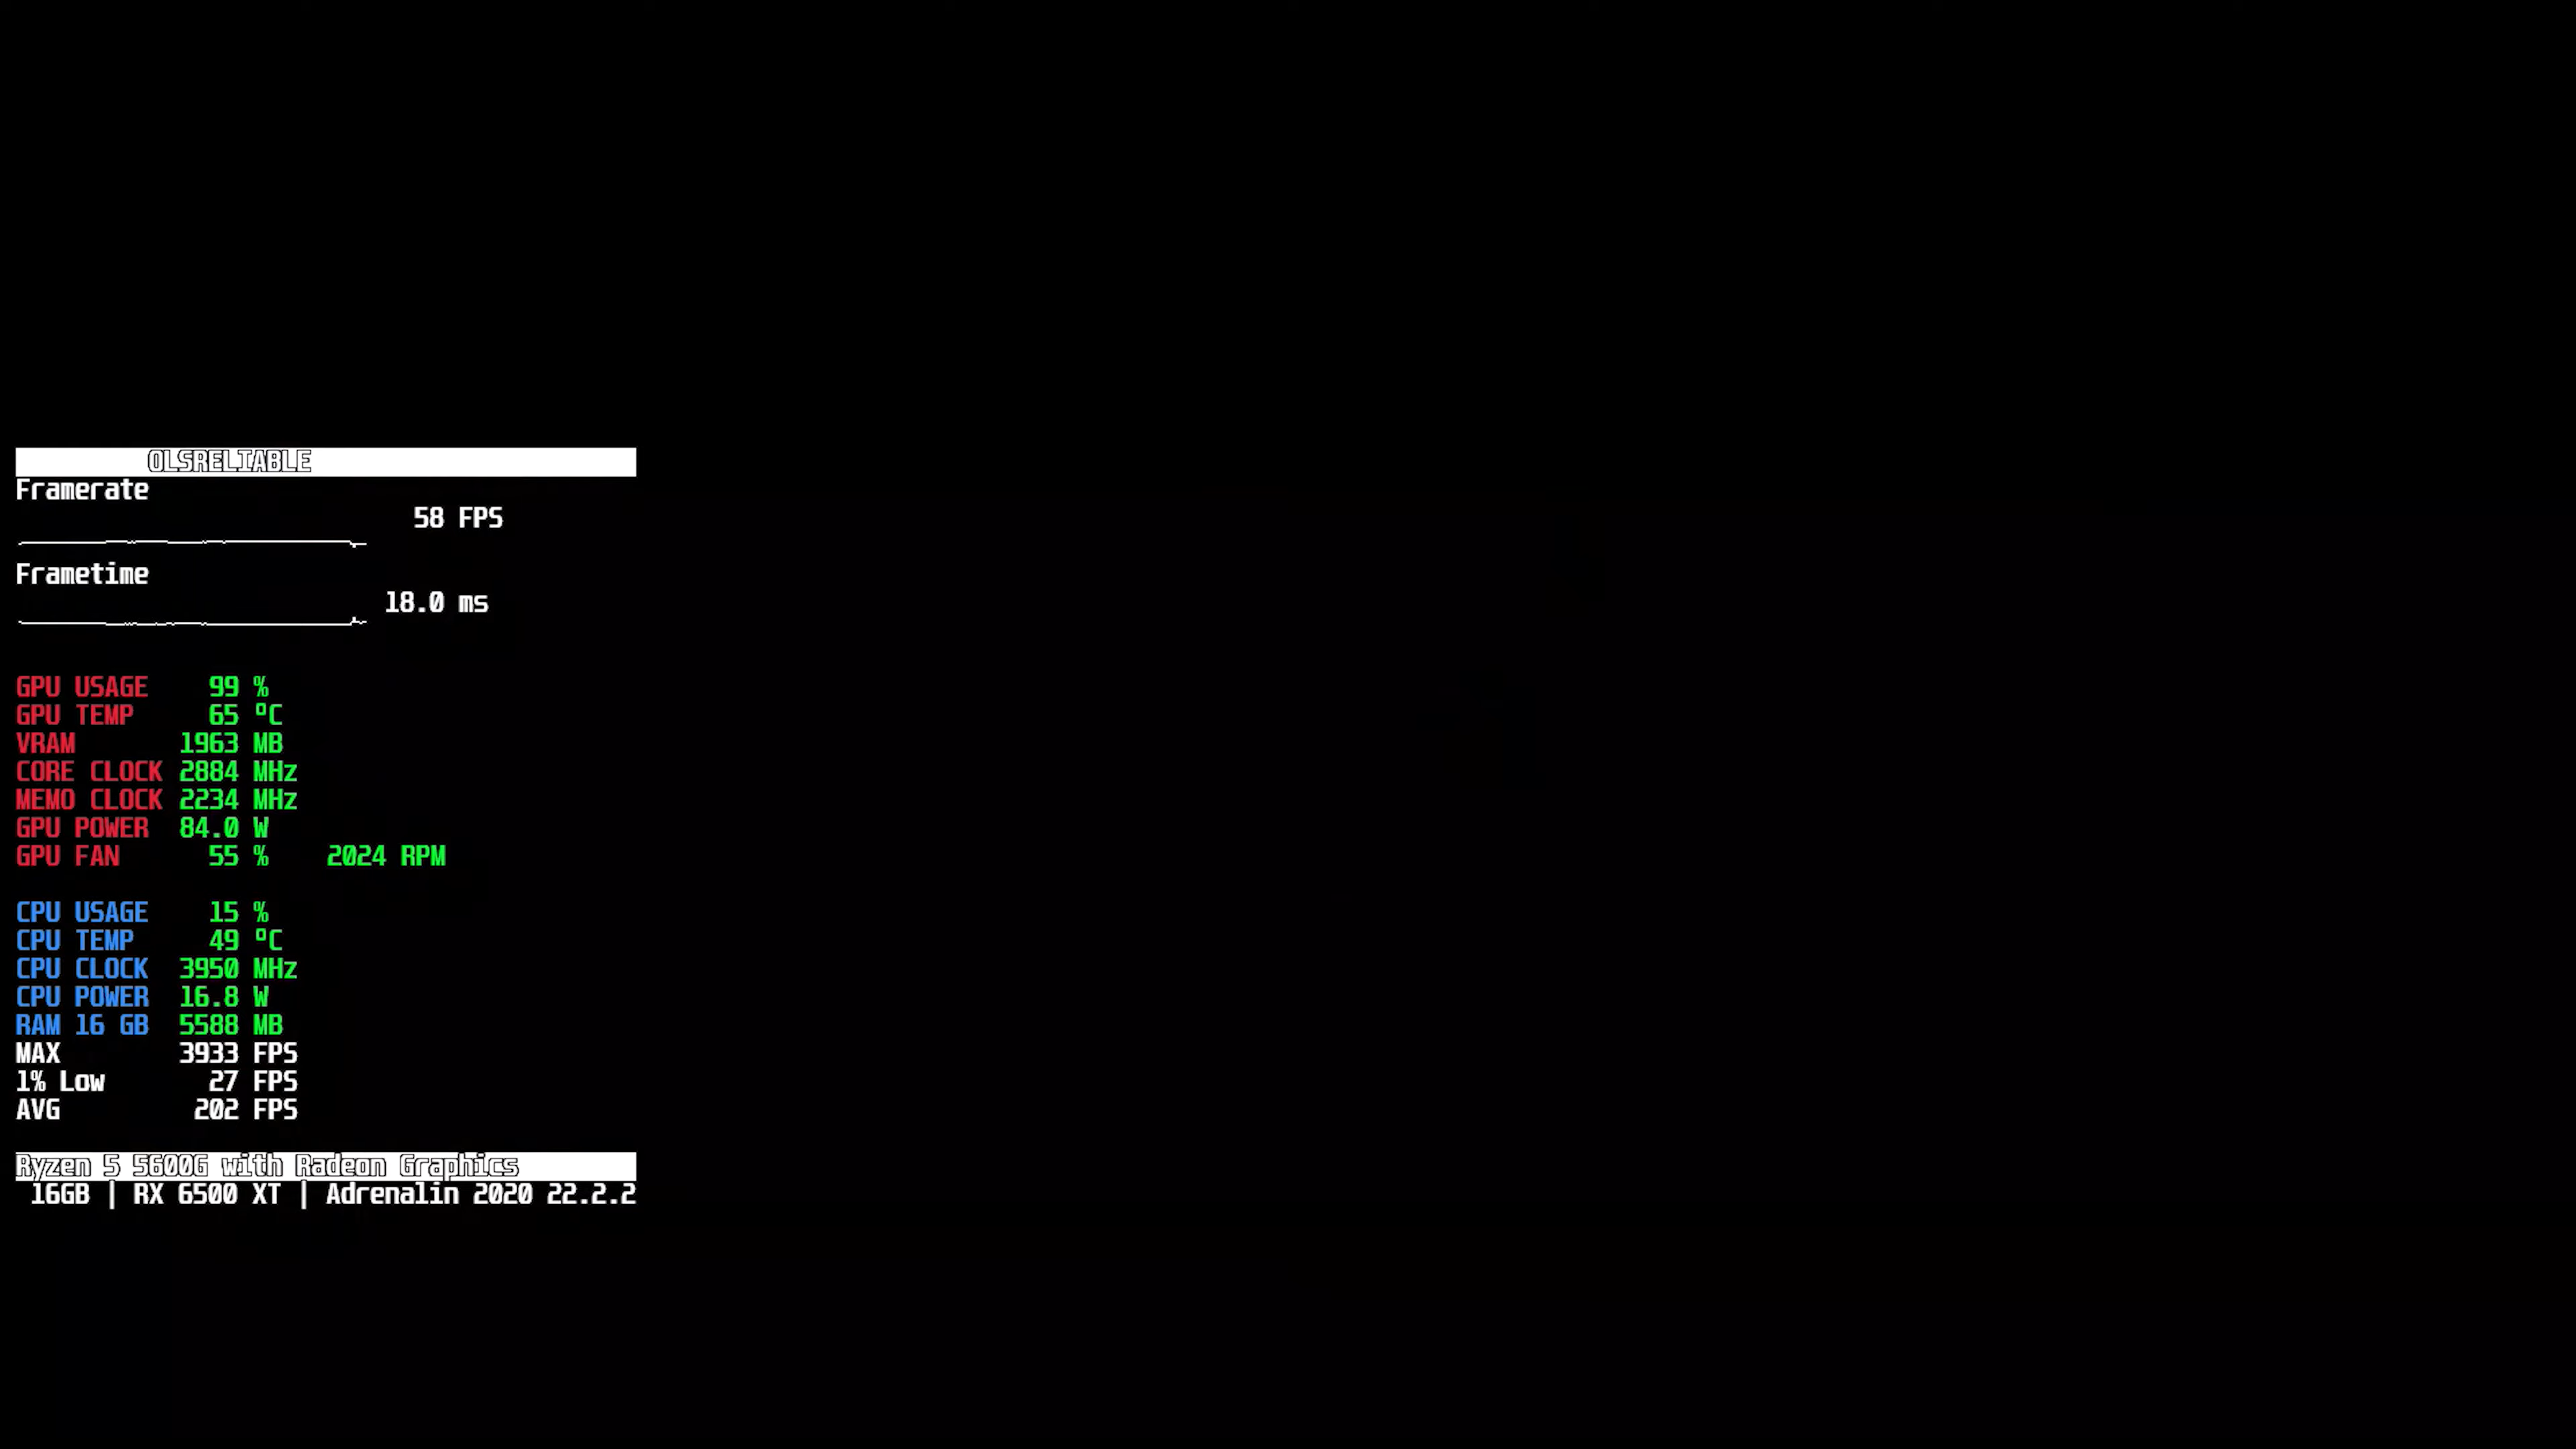 OLSRELIABLE
Framerate
58 FPS
Frametime
18.0 ms
GPU USAGE 99 %
GPU TEMP 65 ºC
VRAM 1963 MB
CORE CLOCK 2884 MHz
MEMO CLOCK 2234 MHz
GPU POWER 84.0 W
GPU FAN 55 % 2024 RPM
CPU USAGE 15 %
CPU TEMP 49 ºC
CPU CLOCK 3950 MHz
CPU POWER 16.8 W
RAM 16 GB 5588 MB
MAX 3933 FPS
1% Low 27 FPS
AVG 202 FPS
Ryzen 5 5600G with Radeon Graphics
16GB | RX 6500 XT | Adrenalin 2020 22.2.2